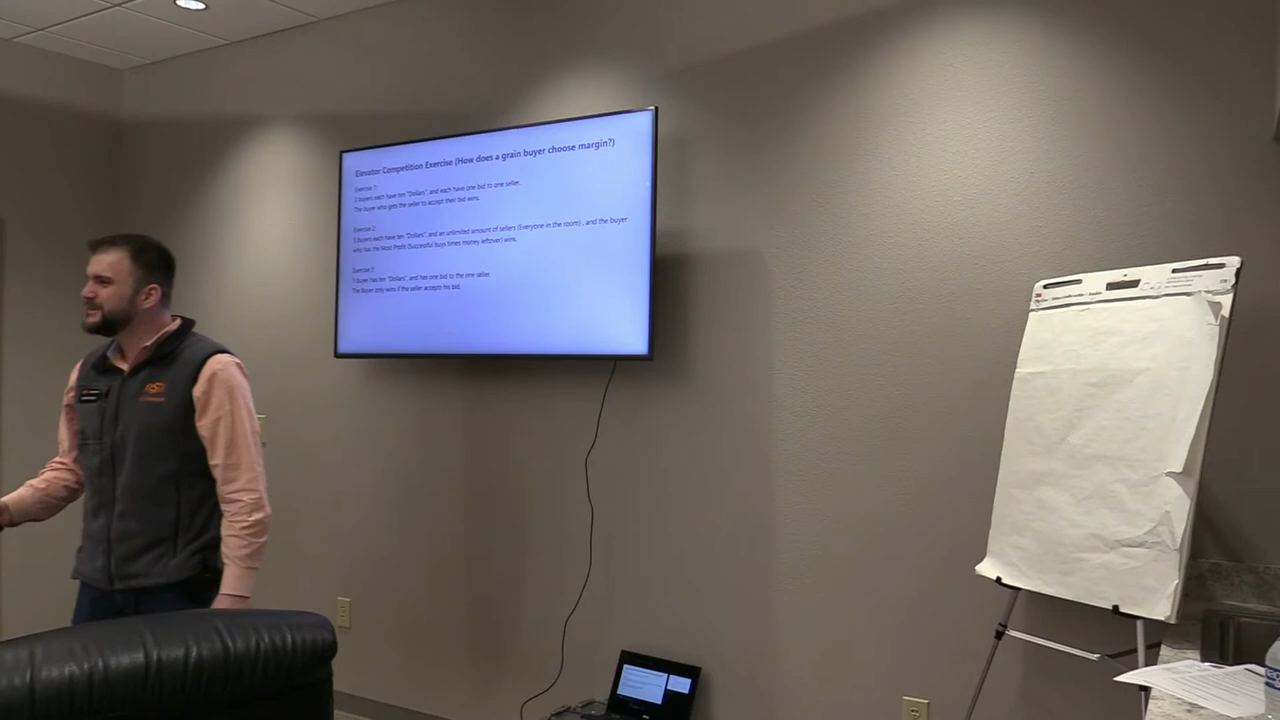 Elevator Competition Exercise (How does a grain buyer choose margin?)
Exercise 1:
buyers each have ten "Dollars", and each have one bid to one seller.
The buyer who gets the seller to accept their bid wins.
Exercise 2:
buyers each have ten "Dollars", and an unlimited amount of sellers (Everyone in the room) , and the buyer
who has the Most Profit (Successful buys times money leftover) wins.
Exercise 3:
1 Buyer has ten "Dollars", and has one bid to the one seller.
The Buyer only wins if the seller accepts his bid.
3M